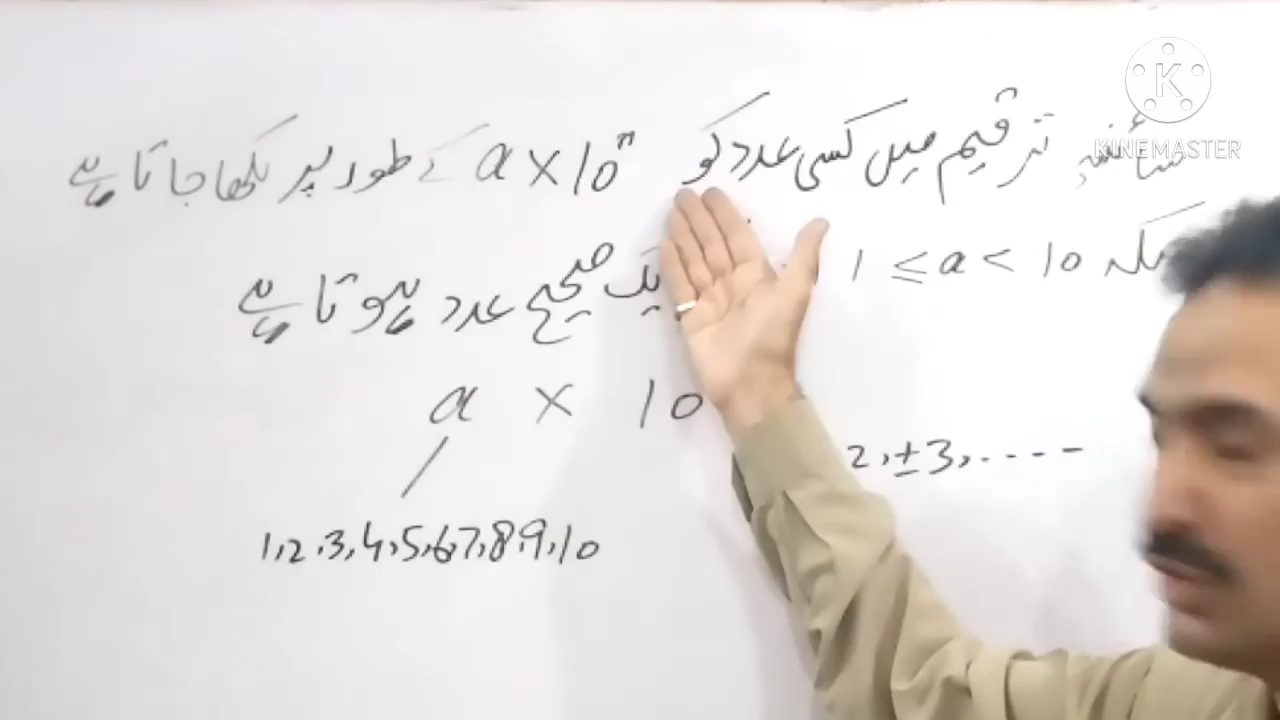 سائنسی ترقیم میں کسی عدد کو a × 10ⁿ کے طور پر لکھا جاتا ہے
1 ≤ a < 10 ایک صحیح عدد ہوتا ہے
a × 10
2, ±3, ----
1,2,3,4,5,6,7,8,9,10
K
KINEMASTER